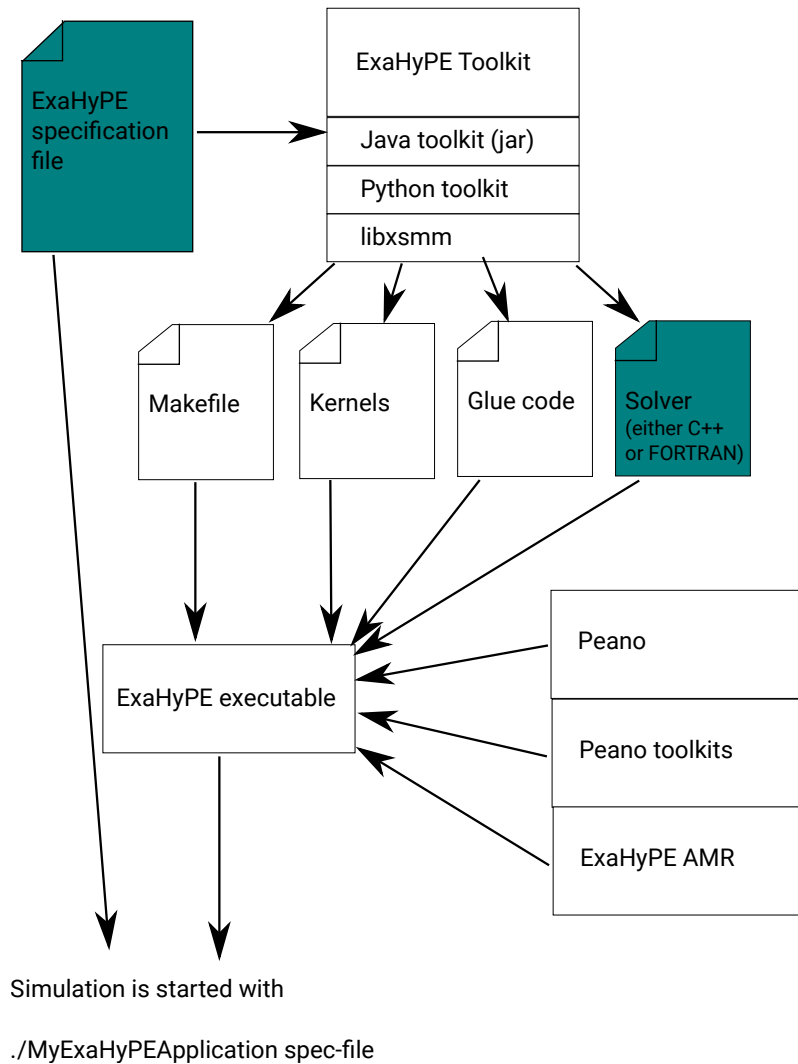 ExaHyPE
specification
file
ExaHyPE Toolkit
Java toolkit (jar)
Python toolkit
libxsmm
Makefile
Kernels
Glue code
Solver
(either C++
or FORTRAN)
ExaHyPE executable
Peano
Peano toolkits
ExaHyPE AMR
Simulation is started with
./MyExaHyPEApplication spec-file